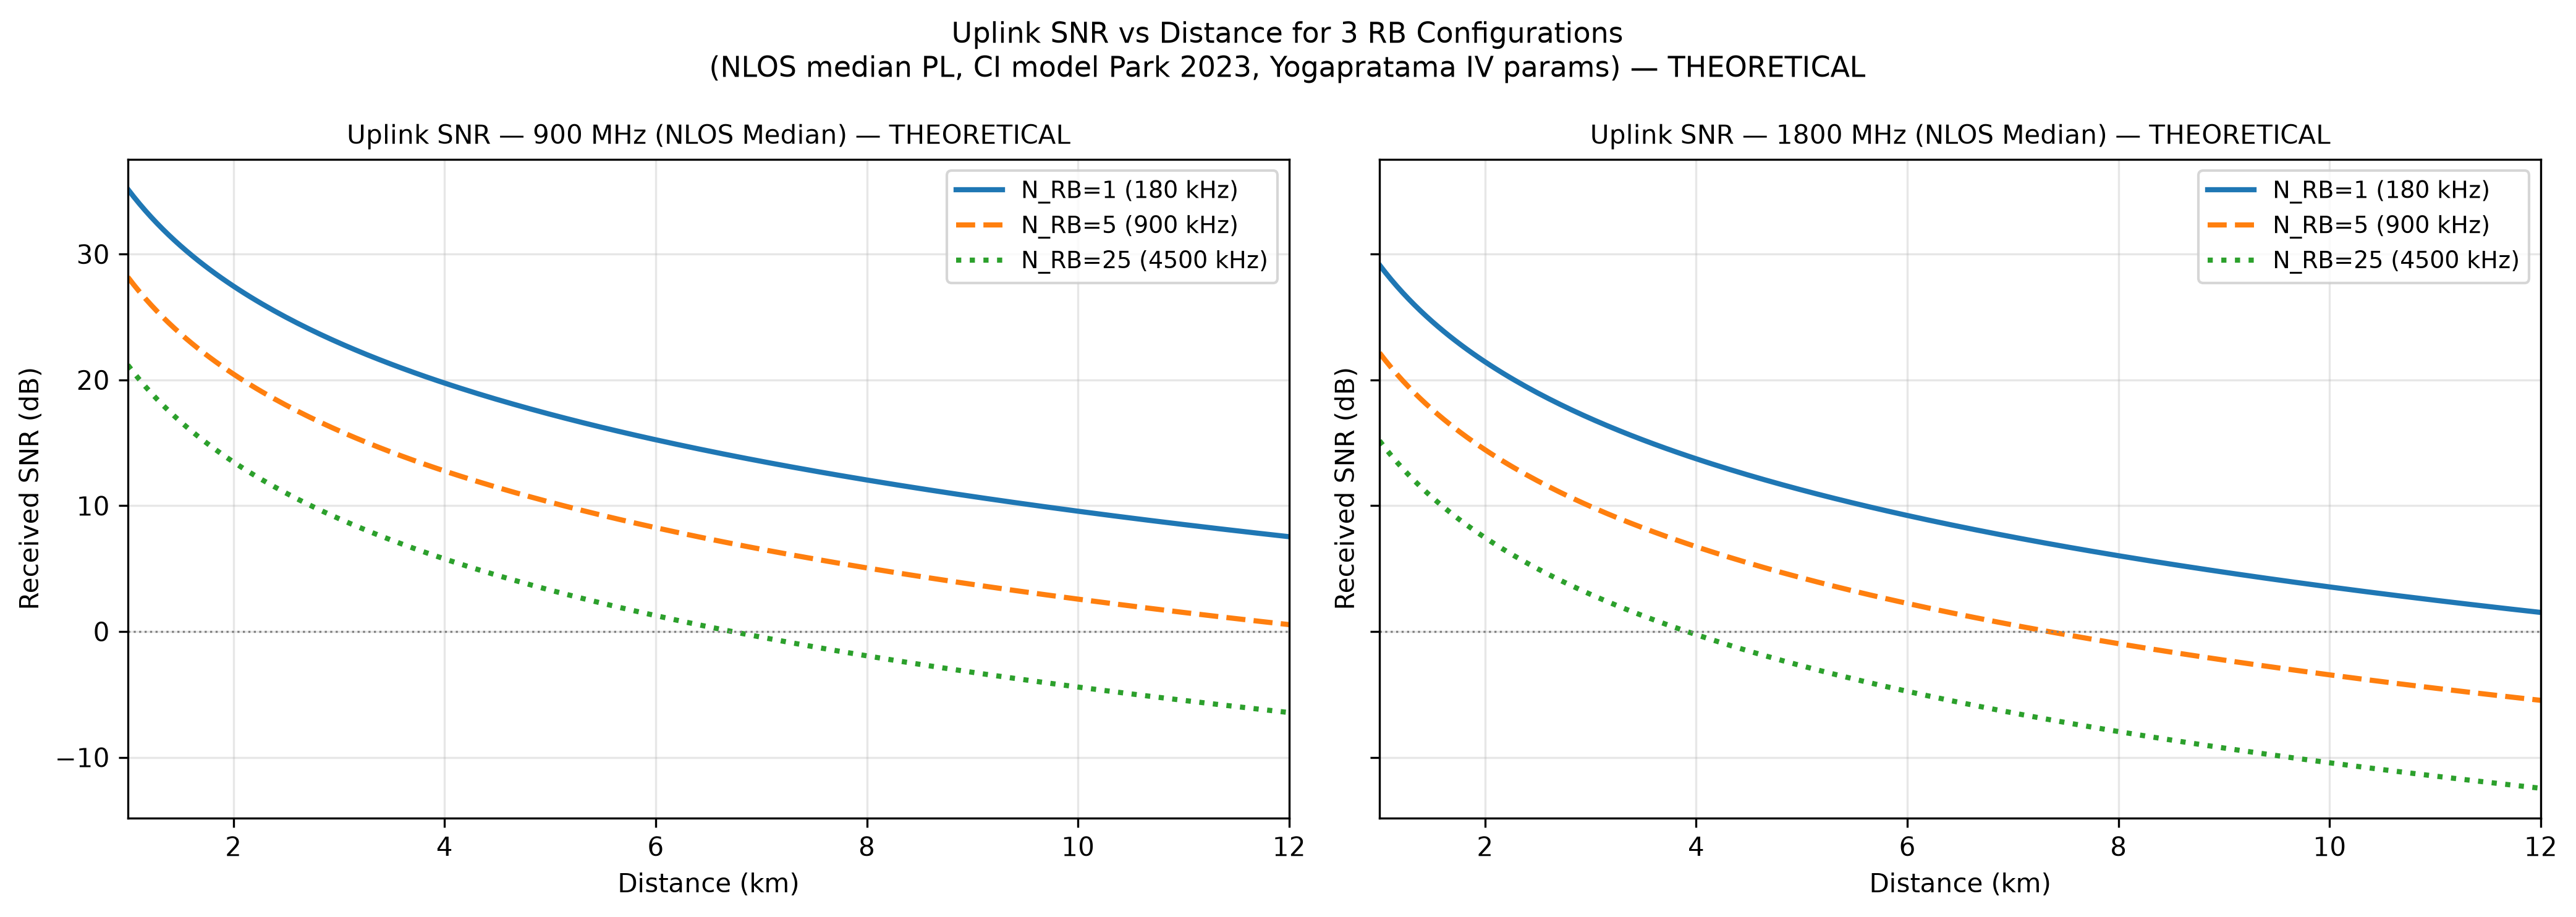 Uplink SNR vs Distance for 3 RB Configurations
(NLOS median PL, CI model Park 2023, Yogapratama IV params) — THEORETICAL
Uplink SNR — 900 MHz (NLOS Median) — THEORETICAL
N_RB=1 (180 kHz)
N_RB=5 (900 kHz)
N_RB=25 (4500 kHz)
Received SNR (dB)
30
20
10
0
−10
2
4
6
8
10
12
Distance (km)
Uplink SNR — 1800 MHz (NLOS Median) — THEORETICAL
N_RB=1 (180 kHz)
N_RB=5 (900 kHz)
N_RB=25 (4500 kHz)
Received SNR (dB)
2
4
6
8
10
12
Distance (km)